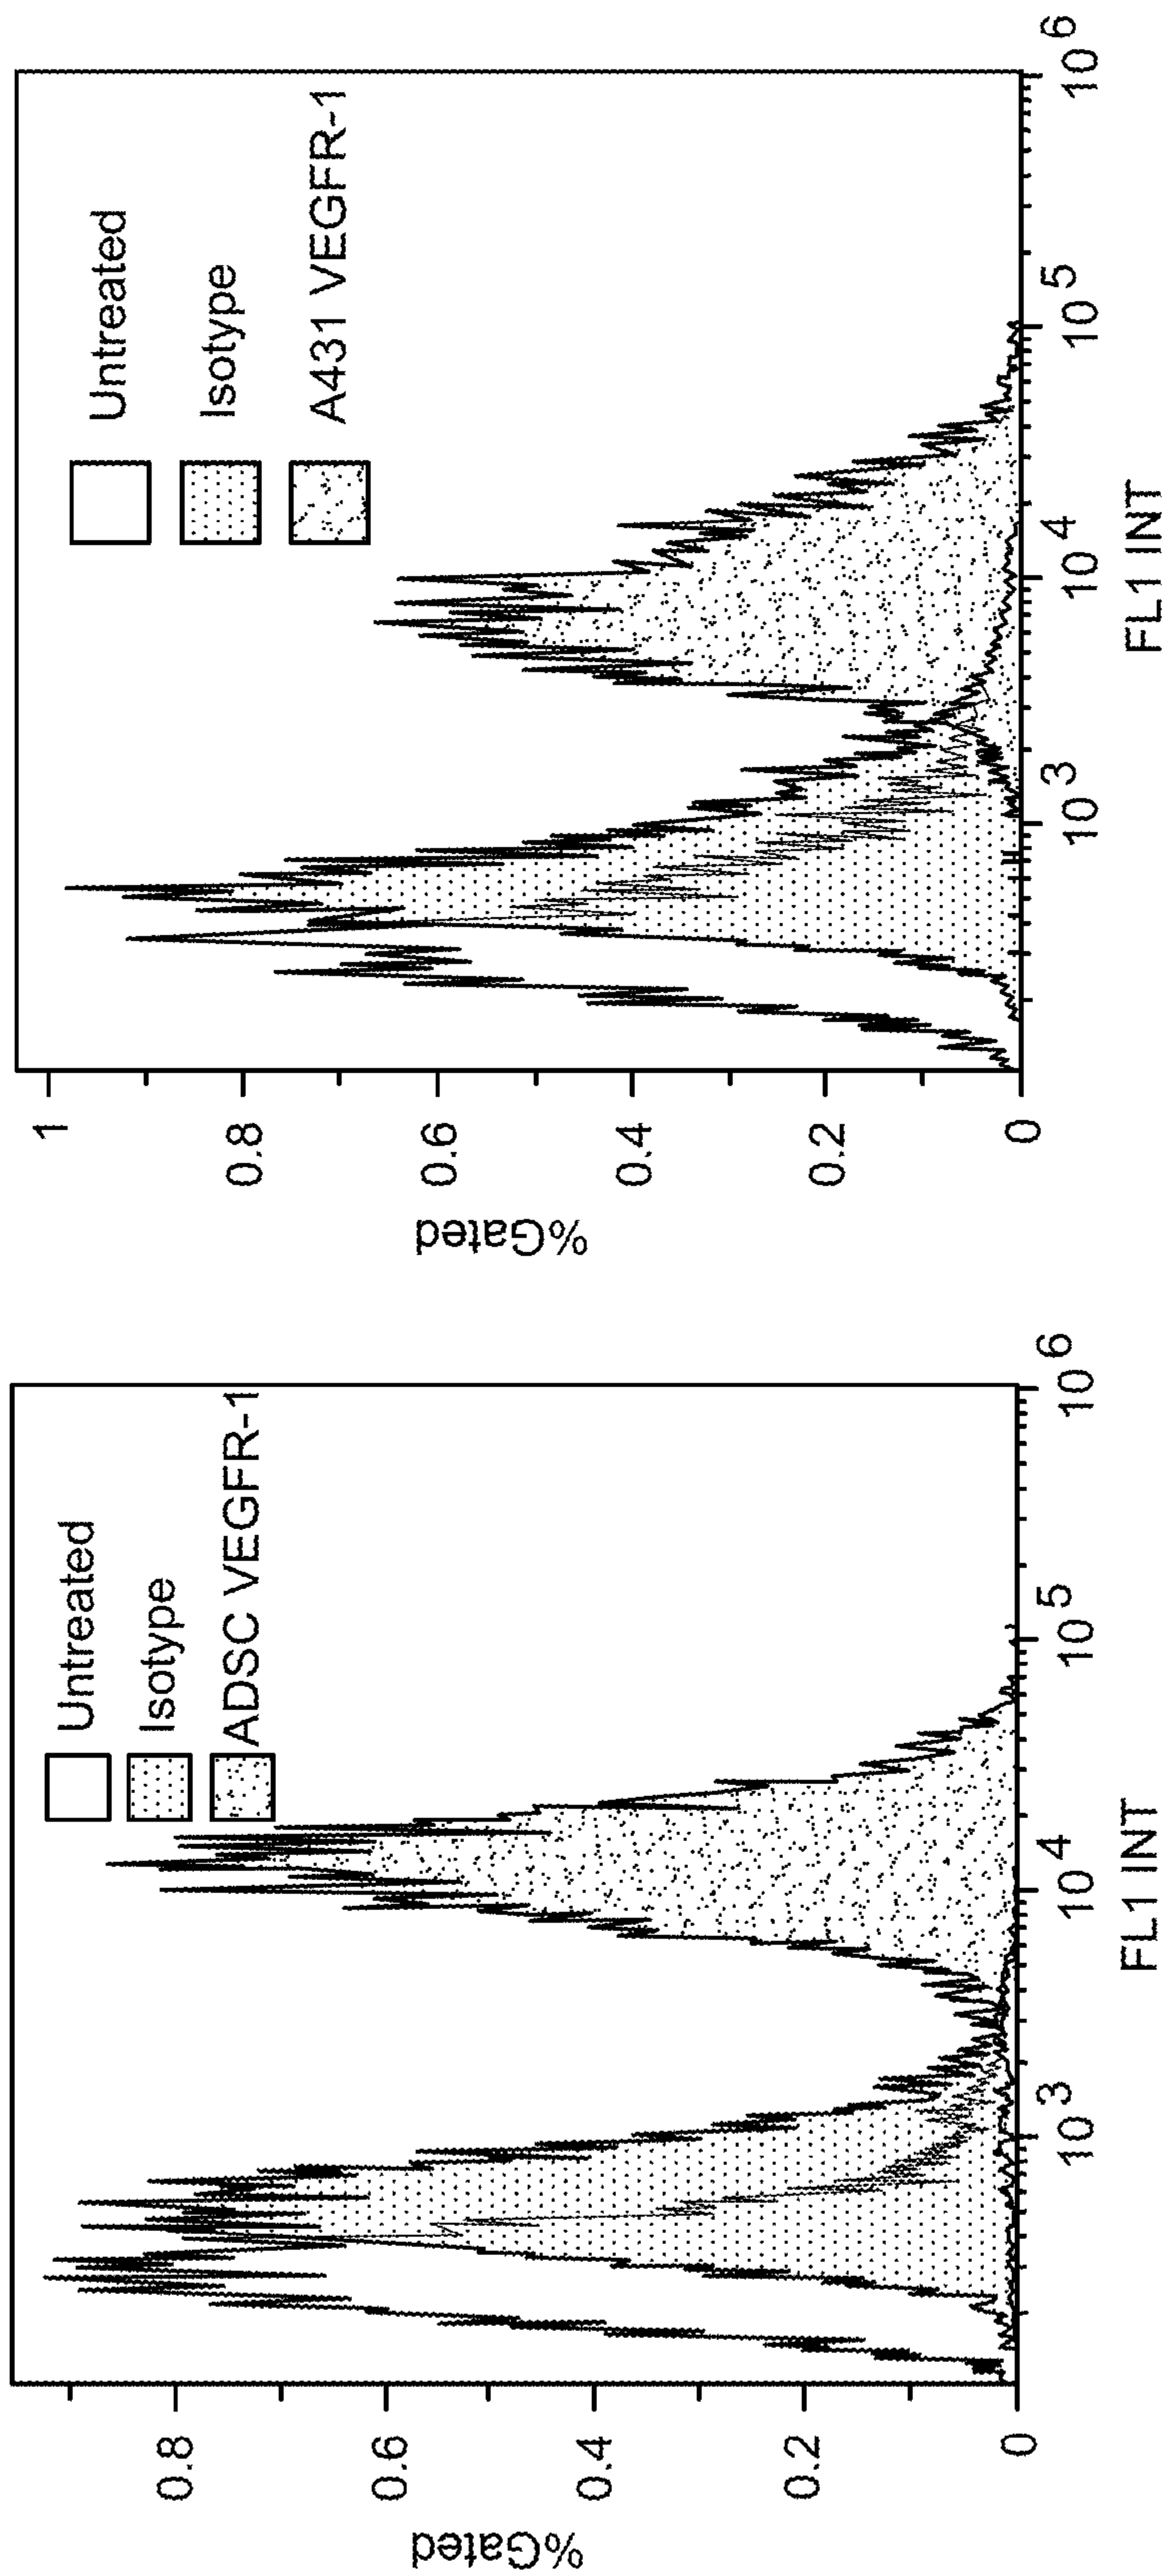 %Gated
0.8
0.6
0.4
0.2
0
Untreated
Isotype
ADSC VEGFR-1
10^3
10^4
10^5
10^6
FL1 INT
%Gated
1
0.8
0.6
0.4
0.2
0
Untreated
Isotype
A431 VEGFR-1
10^3
10^4
10^5
10^6
FL1 INT